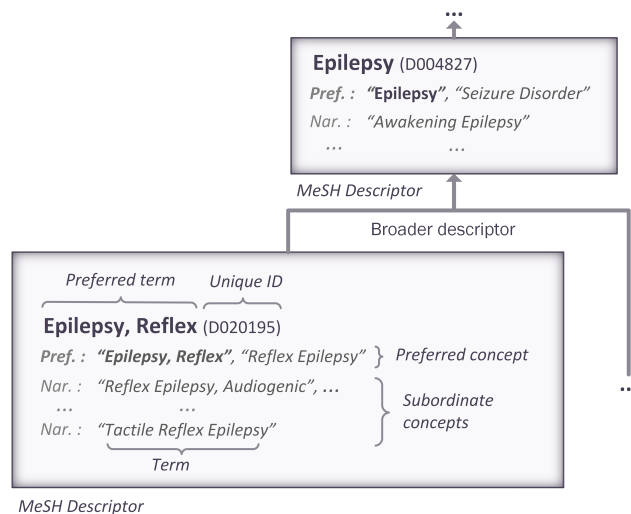 ...
Epilepsy (D004827)
Pref. : “Epilepsy”, “Seizure Disorder”
Nar. : “Awakening Epilepsy”
... ...
MeSH Descriptor
Broader descriptor
Preferred term Unique ID
Epilepsy, Reflex (D020195)
Pref. : “Epilepsy, Reflex”, “Reflex Epilepsy” Preferred concept
Nar. : “Reflex Epilepsy, Audiogenic”, ...
... ...
Nar. : “Tactile Reflex Epilepsy”
Subordinate
concepts
Term
..
MeSH Descriptor